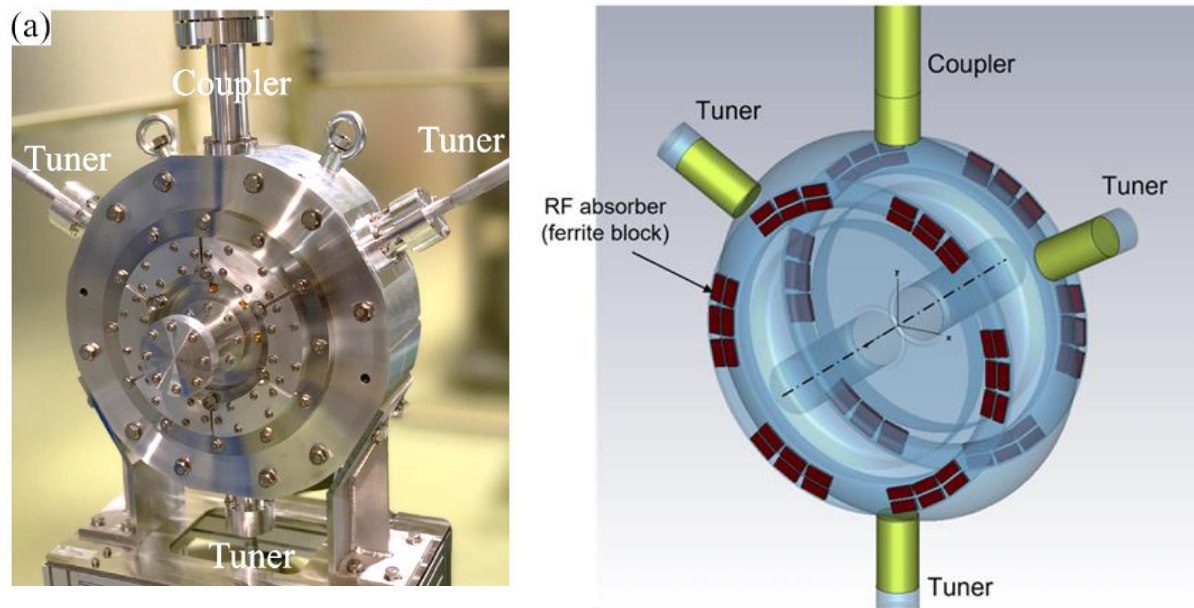 (a)
Coupler
Tuner
Tuner
Tuner
Coupler
Tuner
Tuner
RF absorber
(ferrite block)
y
x
Tuner